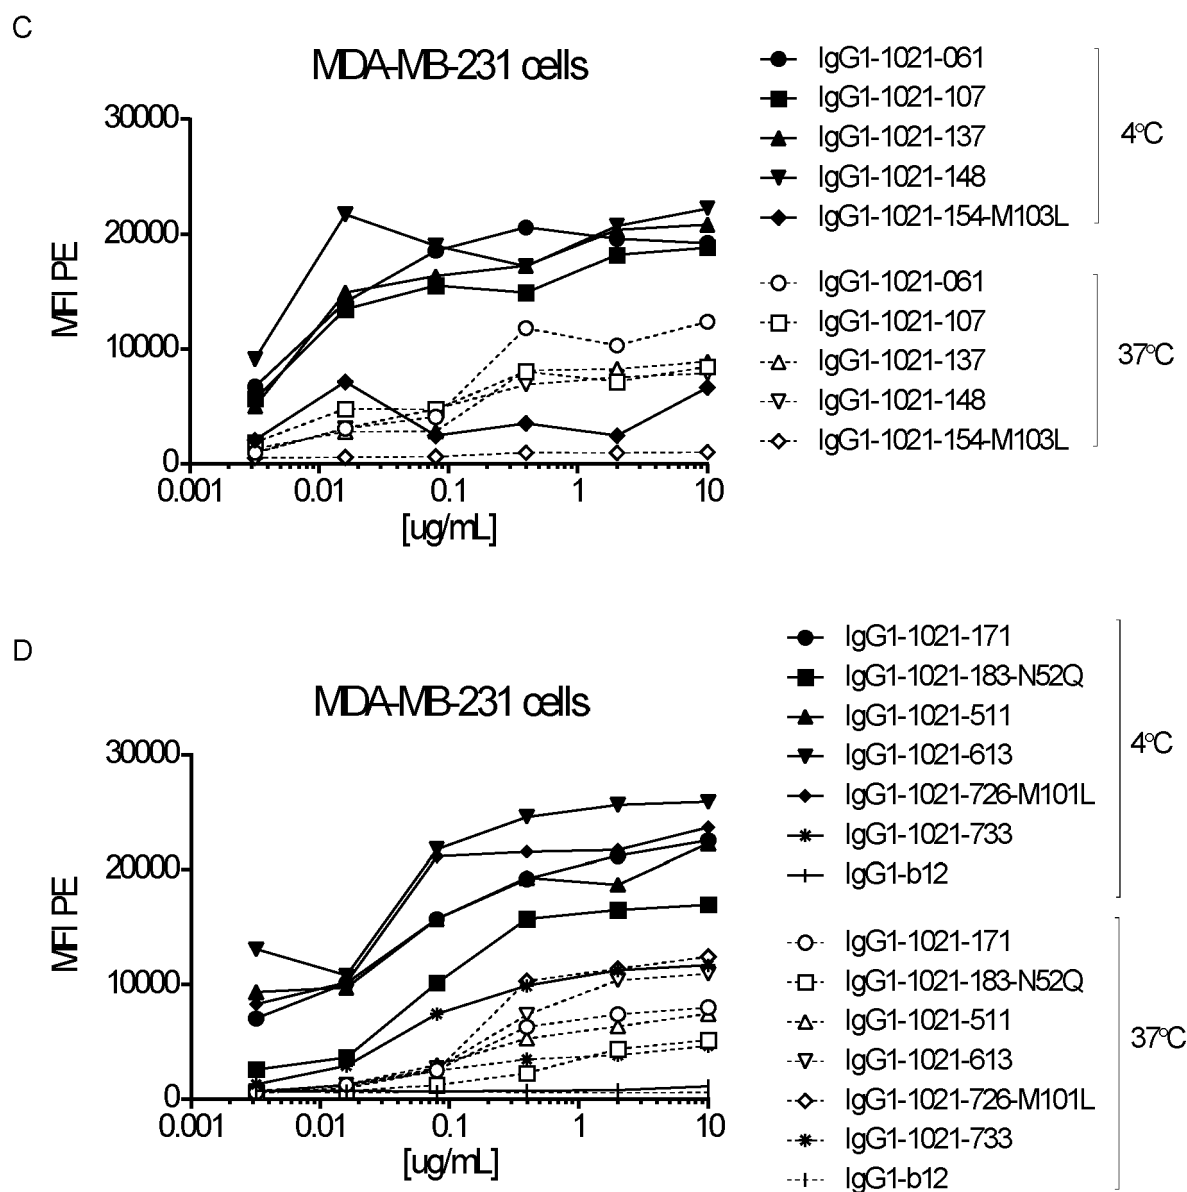 C
MDA-MB-231 cells
MFI PE
30000
20000
10000
0
0.001 0.01 0.1 1 10
[ug/mL]
IgG1-1021-061
IgG1-1021-107
IgG1-1021-137
IgG1-1021-148
IgG1-1021-154-M103L
4°C
IgG1-1021-061
IgG1-1021-107
IgG1-1021-137
IgG1-1021-148
IgG1-1021-154-M103L
37°C
D
MDA-MB-231 cells
MFI PE
30000
20000
10000
0
0.001 0.01 0.1 1 10
[ug/mL]
IgG1-1021-171
IgG1-1021-183-N52Q
IgG1-1021-511
IgG1-1021-613
IgG1-1021-726-M101L
IgG1-1021-733
IgG1-b12
4°C
IgG1-1021-171
IgG1-1021-183-N52Q
IgG1-1021-511
IgG1-1021-613
IgG1-1021-726-M101L
IgG1-1021-733
IgG1-b12
37°C